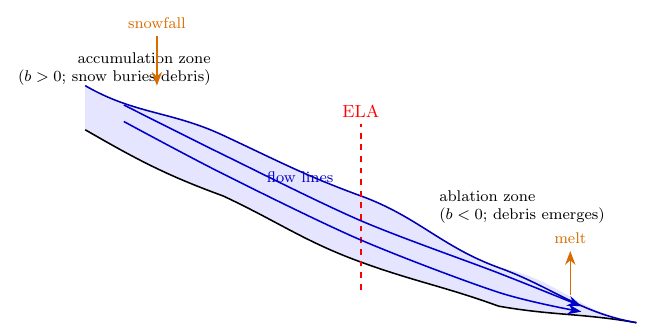 snowfall
accumulation zone
(b > 0; snow buries debris)
ELA
flow lines
ablation zone
(b < 0; debris emerges)
melt